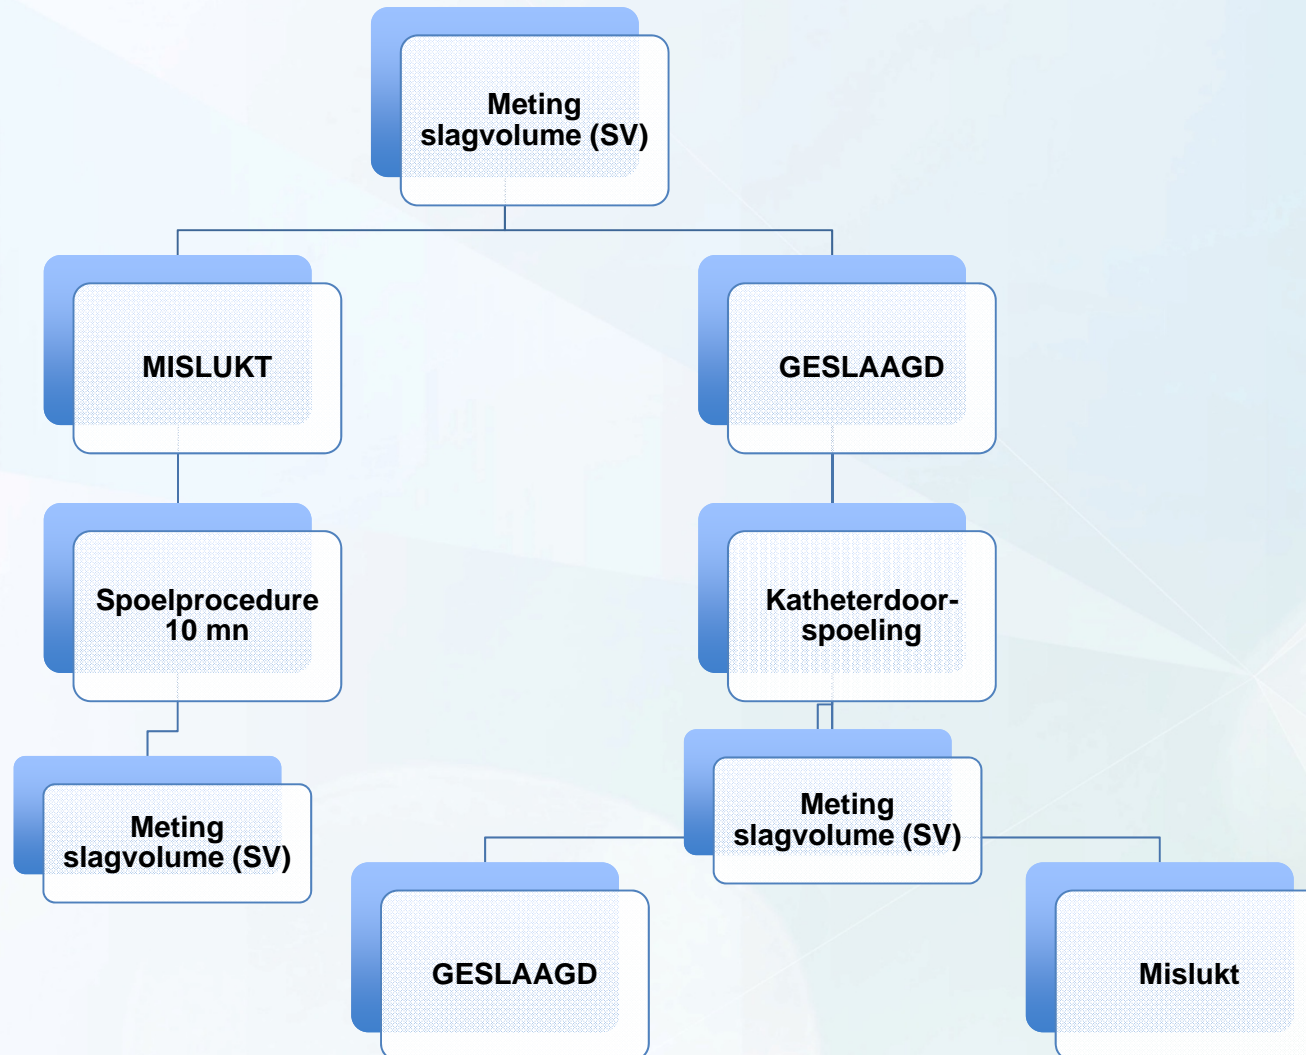 Meting
slagvolume (SV)
MISLUKT
GESLAAGD
Spoelprocedure
10 mn
Katheterdoor-
spoeling
Meting
slagvolume (SV)
Meting
slagvolume (SV)
GESLAAGD
Mislukt